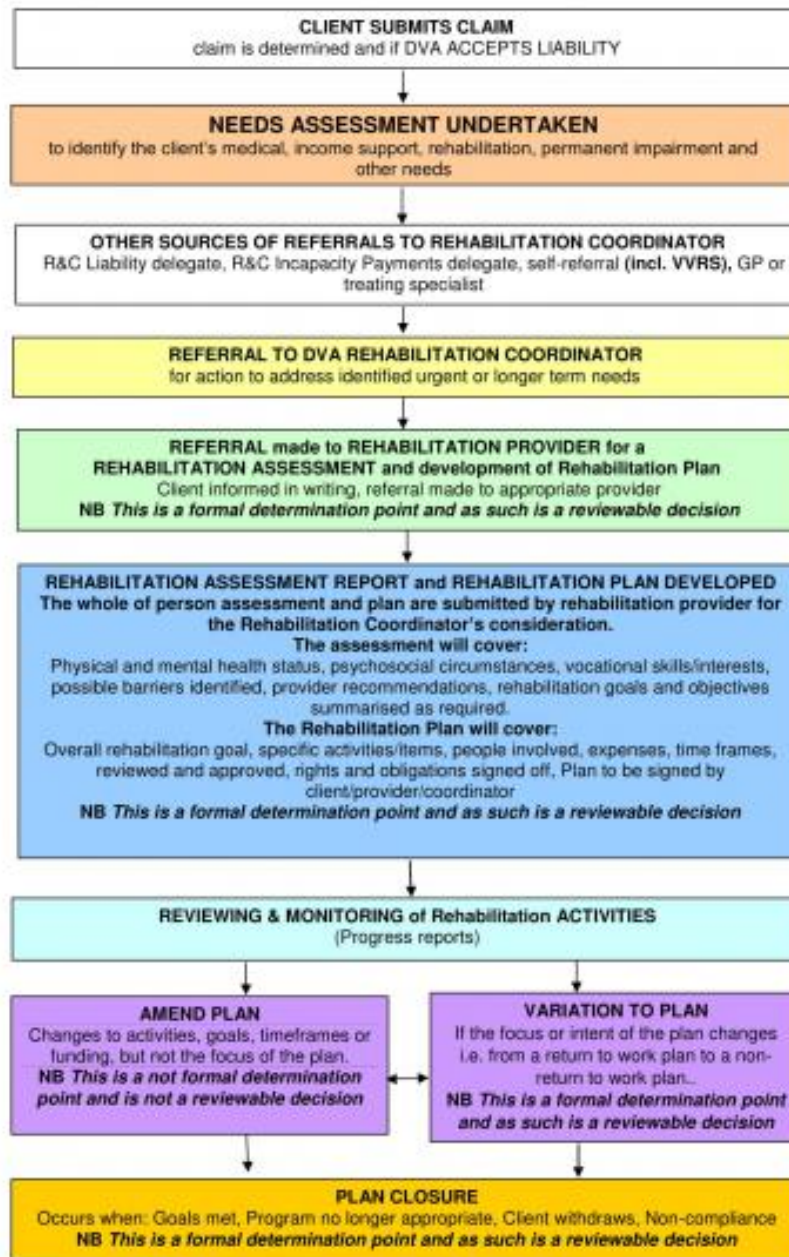 CLIENT SUBMITS CLAIM
claim is determined and if DVA ACCEPTS LIABILITY
NEEDS ASSESSMENT UNDERTAKEN
to identify the client's medical, income support, rehabilitation, permanent impairment and
other needs
OTHER SOURCES OF REFERRALS TO REHABILITATION COORDINATOR
R&C Liability delegate, R&C Incapacity Payments delegate, self-referral (incl. VVRS), GP or
treating specialist
REFERRAL TO DVA REHABILITATION COORDINATOR
for action to address identified urgent or longer term needs
REFERRAL made to REHABILITATION PROVIDER for a
REHABILITATION ASSESSMENT and development of Rehabilitation Plan
Client informed in writing, referral made to appropriate provider
NB This is a formal determination point and as such is a reviewable decision
REHABILITATION ASSESSMENT REPORT and REHABILITATION PLAN DEVELOPED
The whole of person assessment and plan are submitted by rehabilitation provider for
the Rehabilitation Coordinator's consideration.
The assessment will cover:
Physical and mental health status, psychosocial circumstances, vocational skills/interests,
possible barriers identified, provider recommendations, rehabilitation goals and objectives
summarised as required.
The Rehabilitation Plan will cover:
Overall rehabilitation goal, specific activities/items, people involved, expenses, time frames,
reviewed and approved, rights and obligations signed off, Plan to be signed by
client/provider/coordinator
NB This is a formal determination point and as such is a reviewable decision
REVIEWING & MONITORING of Rehabilitation ACTIVITIES
(Progress reports)
AMEND PLAN
Changes to activities, goals, timeframes or
funding, but not the focus of the plan.
NB This is a not formal determination
point and is not a reviewable decision
VARIATION TO PLAN
If the focus or intent of the plan changes
i.e. from a return to work plan to a non-
return to work plan..
NB This is a formal determination point
and as such is a reviewable decision
PLAN CLOSURE
Occurs when: Goals met, Program no longer appropriate, Client withdraws, Non-compliance
NB This is a formal determination point and as such is a reviewable decision